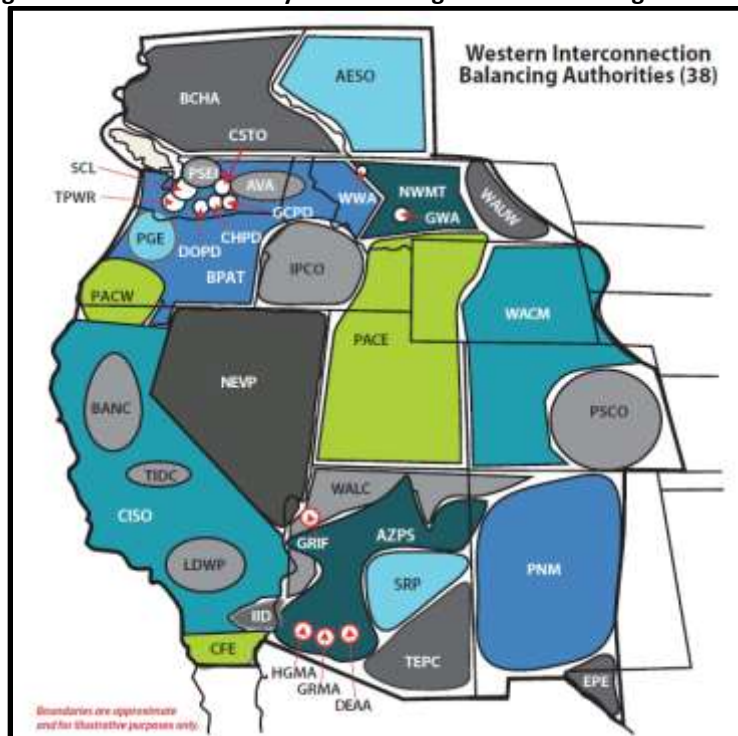 Western Interconnection
Balancing Authorities (38)
AESO
BCHA
CSTO
SCL
PSEI
TPWR
AVA
WWA
NWMT
WAUW
GCPD
GWA
PGE
CHPD
DOPD
BPAT
IPCO
PACW
WACM
PACE
NEVP
BANC
PSCO
TIDC
WALC
CISO
GRIF
AZPS
LDWP
SRP
PNM
IID
CFE
TEPC
HGMA
GRMA
DEAA
EPE
Boundaries are approximate
and for illustrative purposes only.